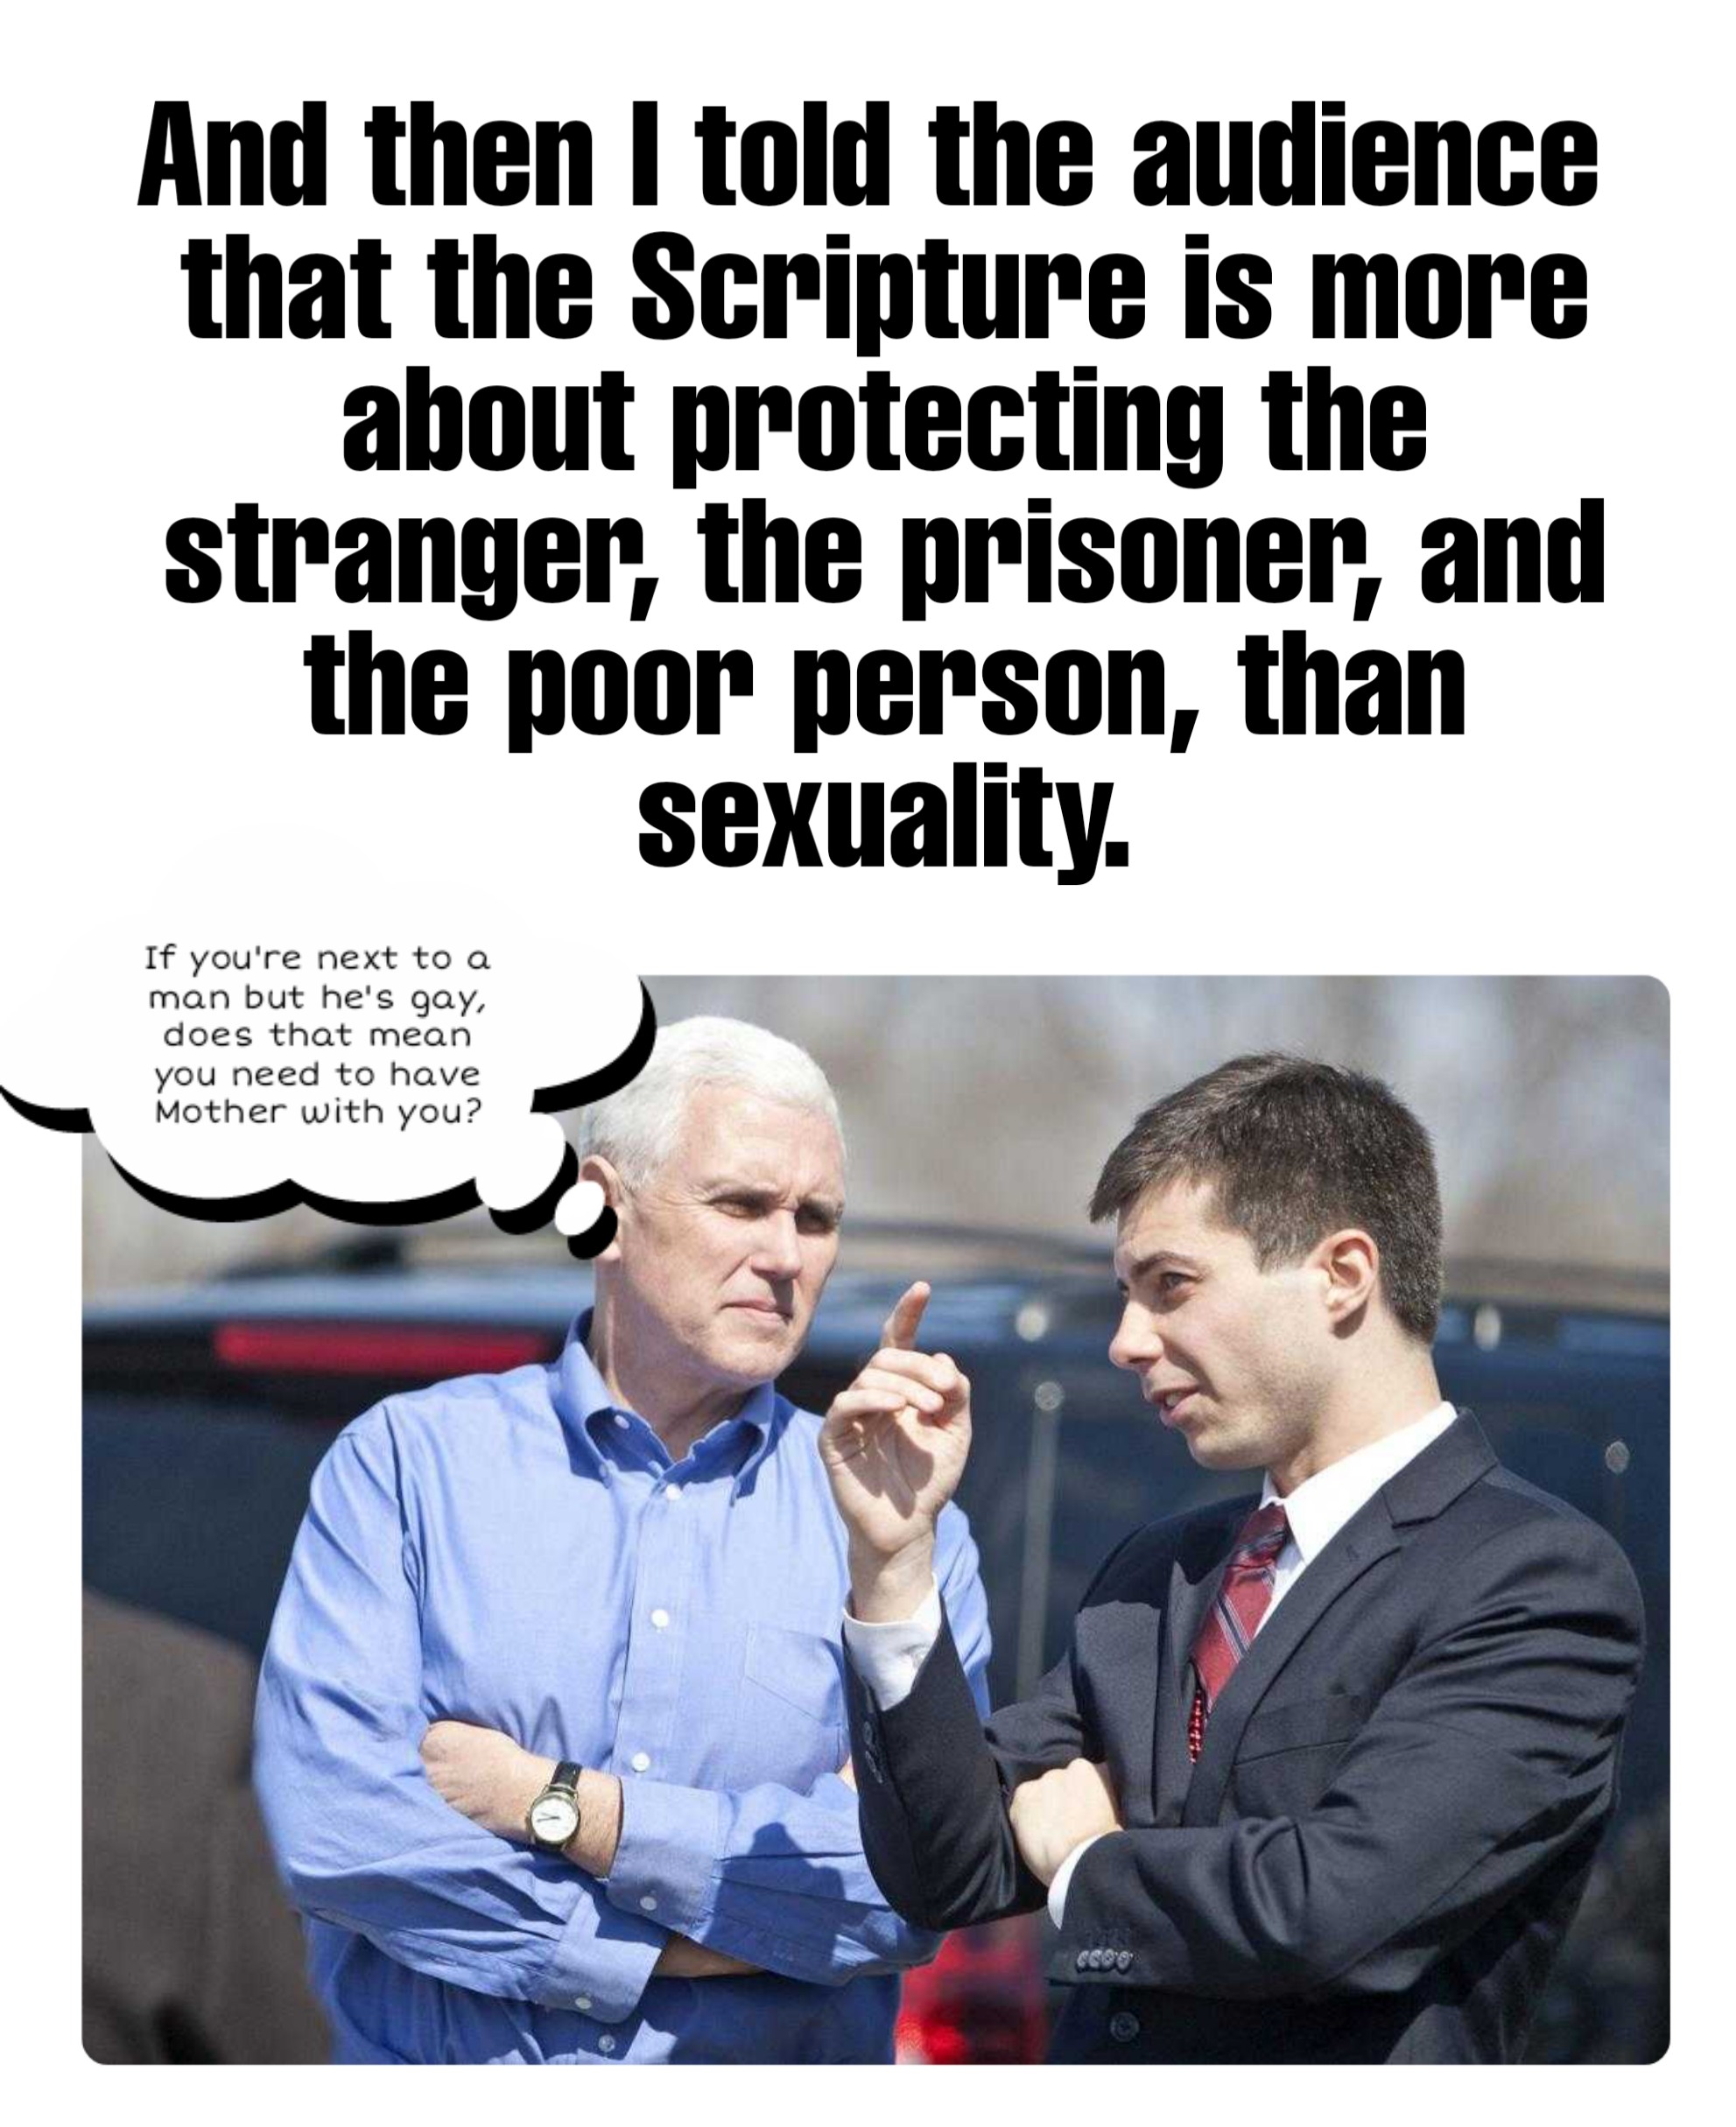 And then I told the audience
that the Scripture is more
about protecting the
stranger, the prisoner, and
the poor person, than
sexuality.
If you're next to a
man but he's gay,
does that mean
you need to have
Mother with you?